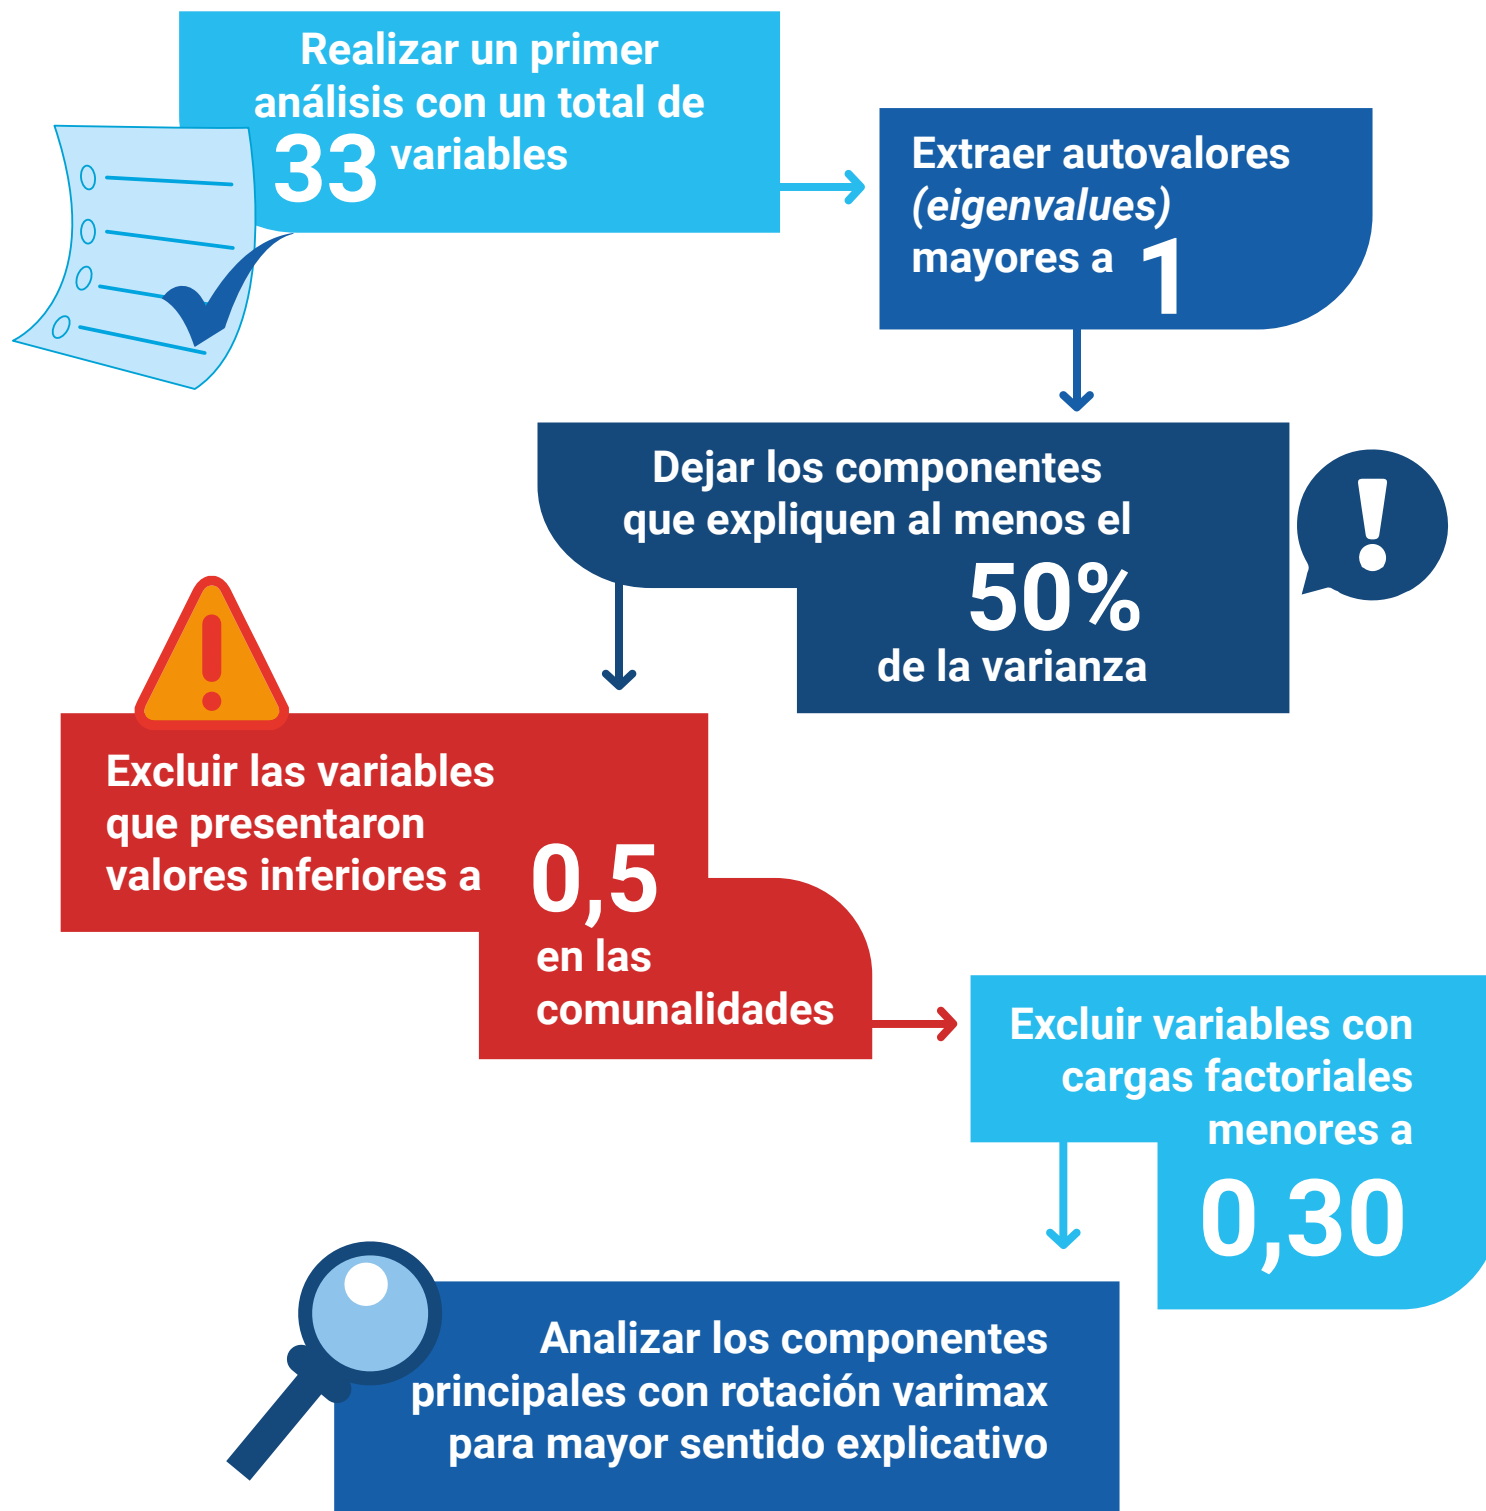 Realizar un primer
análisis con un total de
33 variables
Extraer autovalores
(eigenvalues)
mayores a 1
Dejar los componentes
que expliquen al menos el
50%
de la varianza
Excluir las variables
que presentaron
valores inferiores a 0,5
en las
comunalidades
Excluir variables con
cargas factoriales
menores a
0,30
Analizar los componentes
principales con rotación varimax
para mayor sentido explicativo